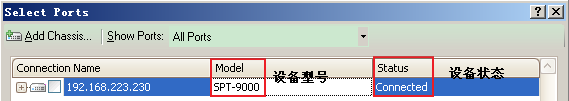 Select Ports
Add Chassis... Show Ports: All Ports
Connection Name Model 设备型号 Status 设备状态
192.168.223.230 SPT-9000 Connected